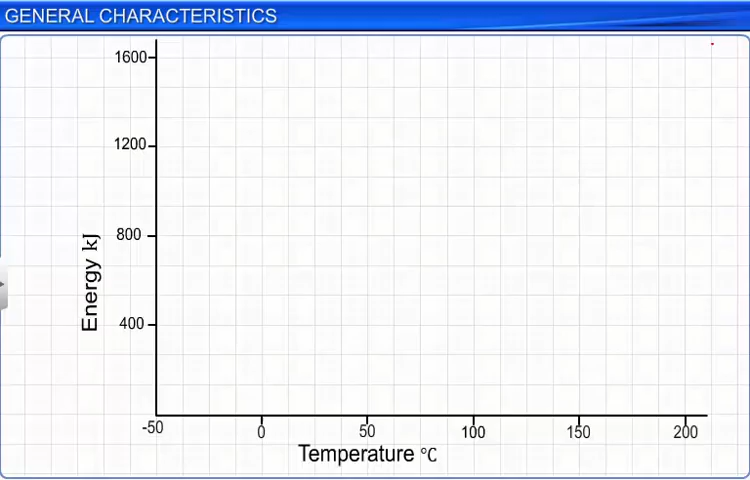 GENERAL CHARACTERISTICS
1600
1200
800
400
Energy kJ
-50 0 50 100 150 200
Temperature °C